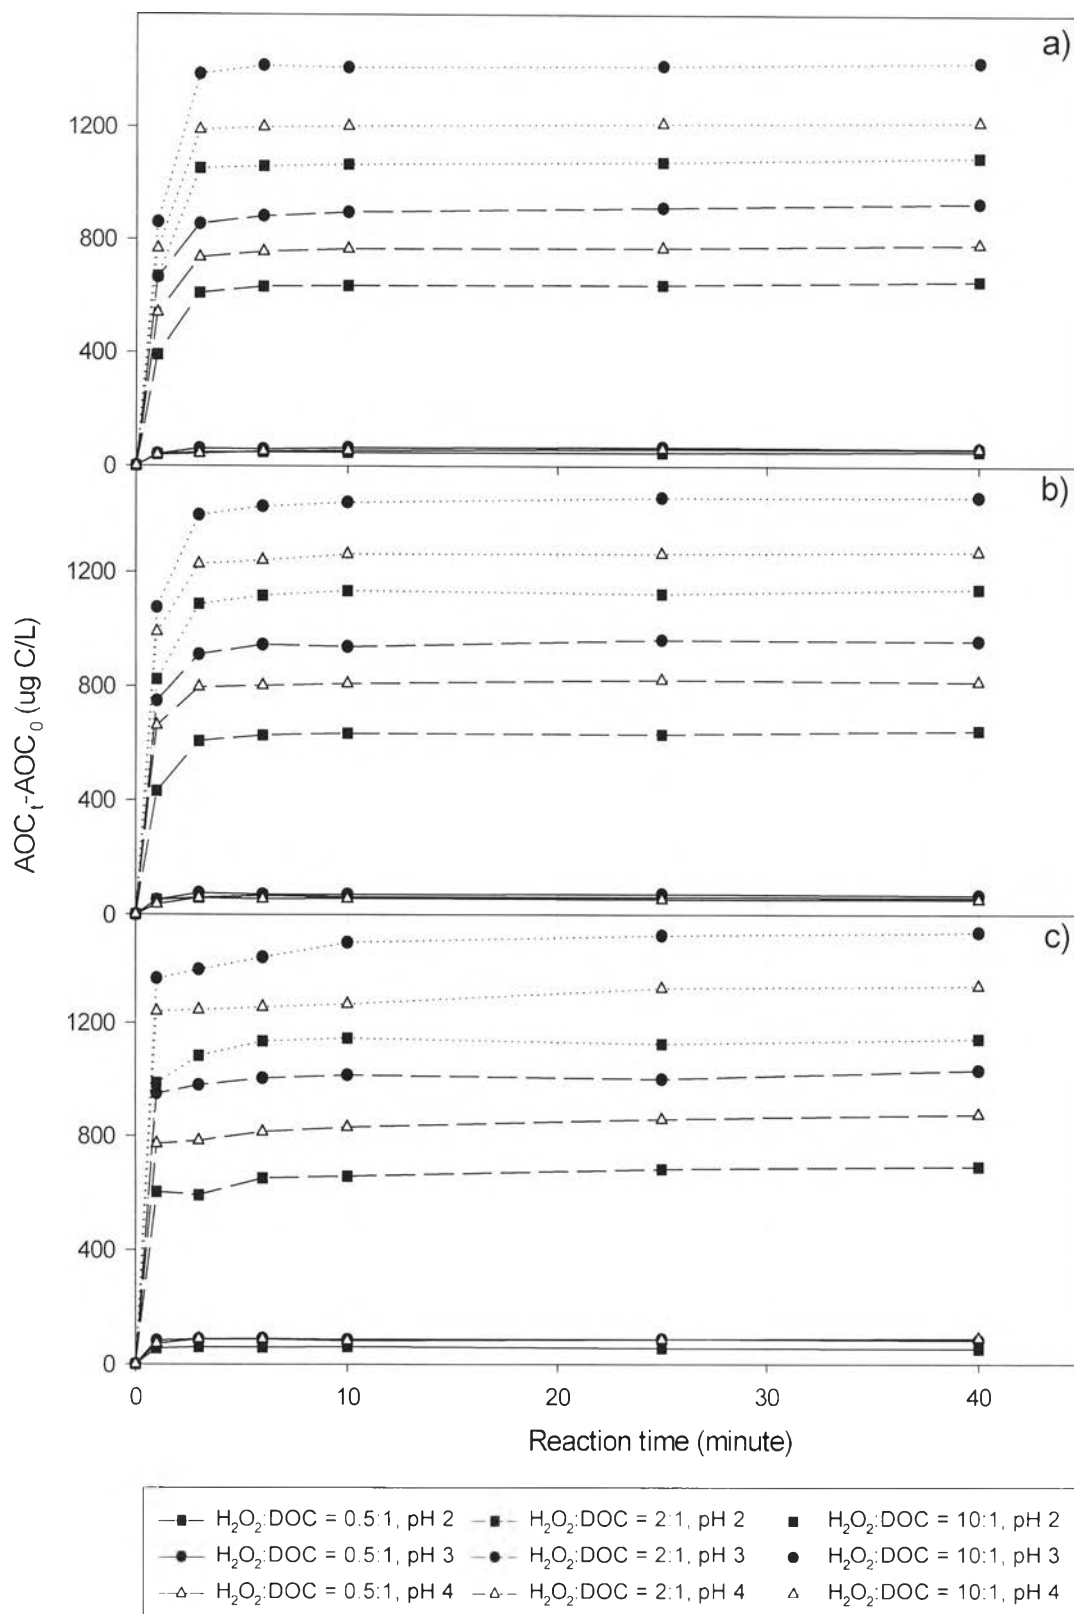 a)
1200
800
400
0
b)
1200
800
400
0
c)
1200
800
400
0
AOCt-AOC0 (ug C/L)
0 10 20 30 40
Reaction time (minute)
H2O2:DOC = 0.5:1, pH 2 H2O2:DOC = 2:1, pH 2 H2O2:DOC = 10:1, pH 2
H2O2:DOC = 0.5:1, pH 3 H2O2:DOC = 2:1, pH 3 H2O2:DOC = 10:1, pH 3
H2O2:DOC = 0.5:1, pH 4 H2O2:DOC = 2:1, pH 4 H2O2:DOC = 10:1, pH 4